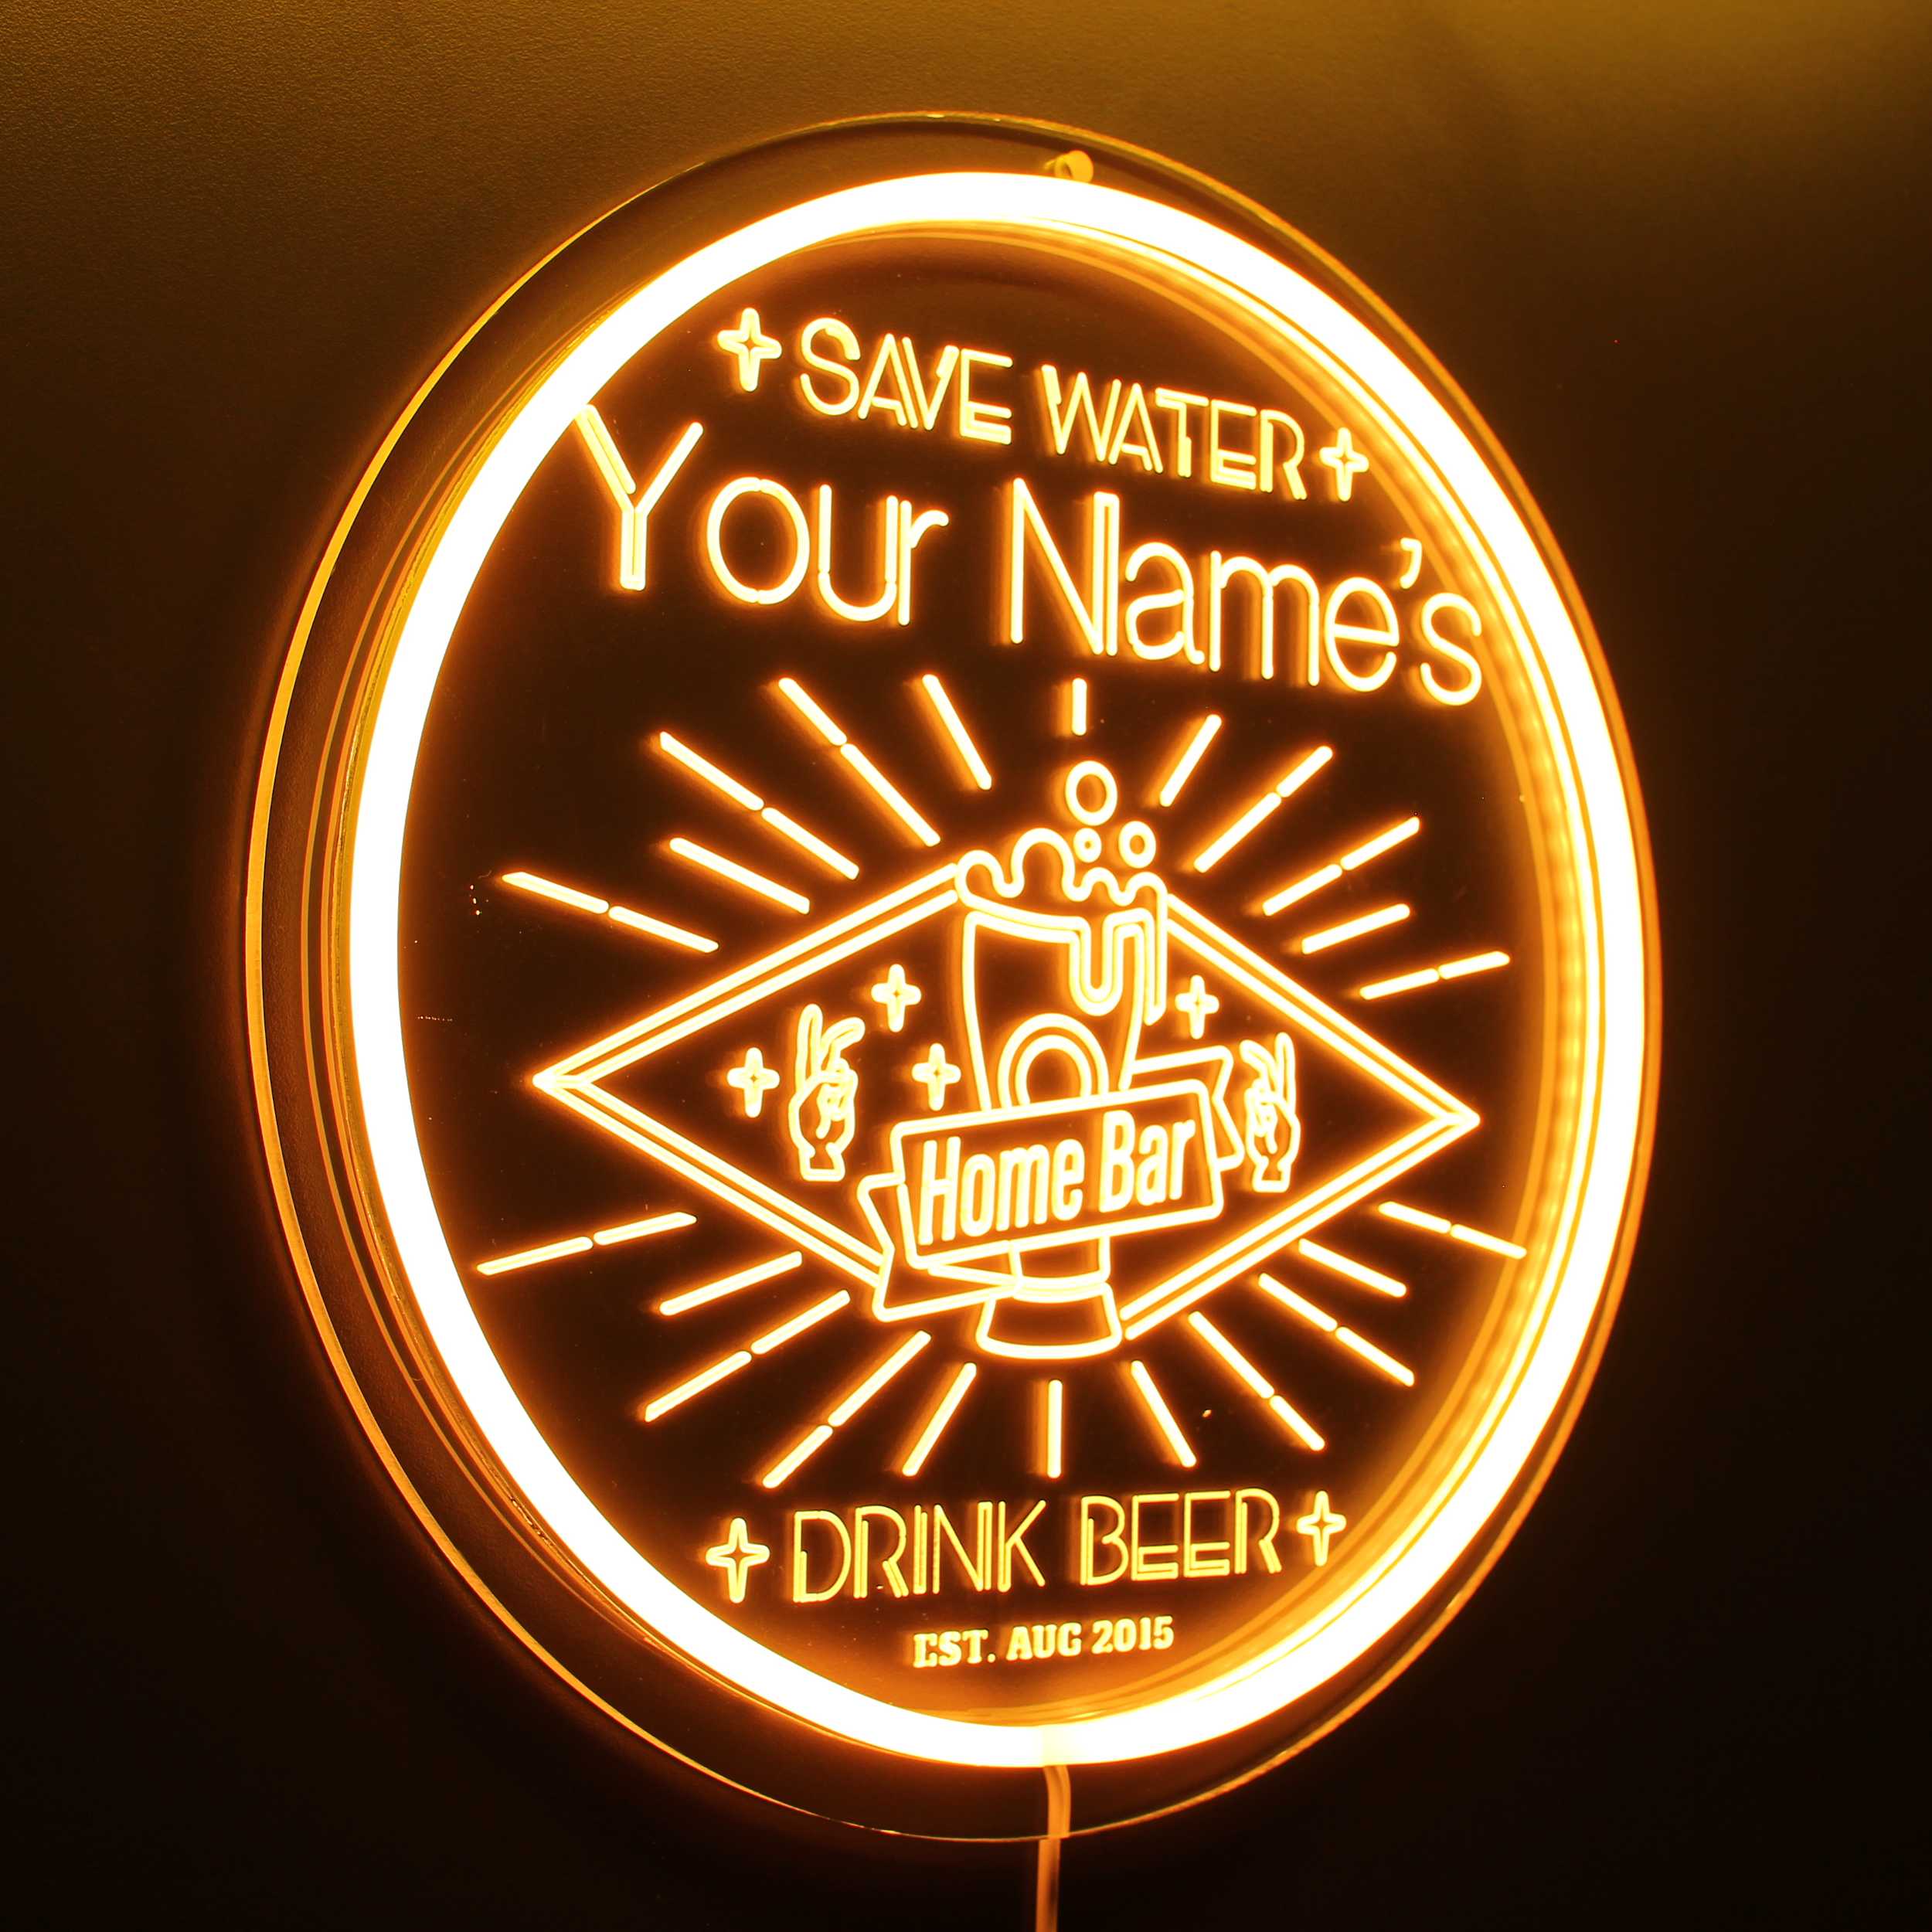 SAVE WATER
Your Name's
Home Bar
DRINK BEER
EST. AUG 2015